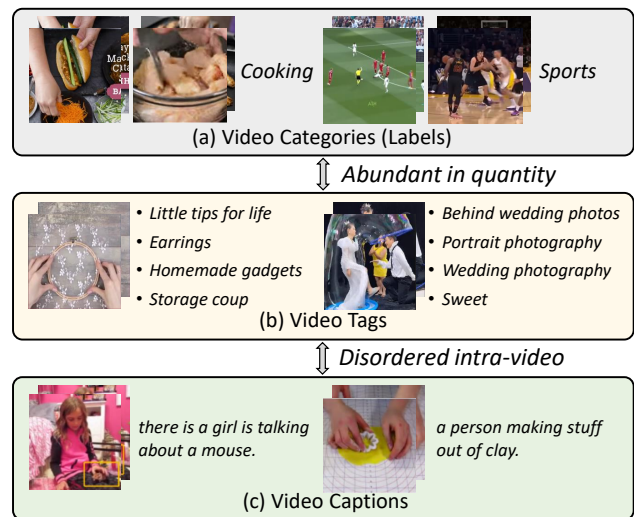 Cooking
Sports
(a) Video Categories (Labels)
Abundant in quantity
• Little tips for life
• Earrings
• Homemade gadgets
• Storage coup
• Behind wedding photos
• Portrait photography
• Wedding photography
• Sweet
(b) Video Tags
Disordered intra-video
there is a girl is talking
about a mouse.
a person making stuff
out of clay.
(c) Video Captions